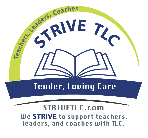 Teachers, Leaders, Coaches
STRIVE TLC
Tender, Loving Care
STRIVETLC.com
We STRIVE to support teachers,
leaders, and coaches with TLC.